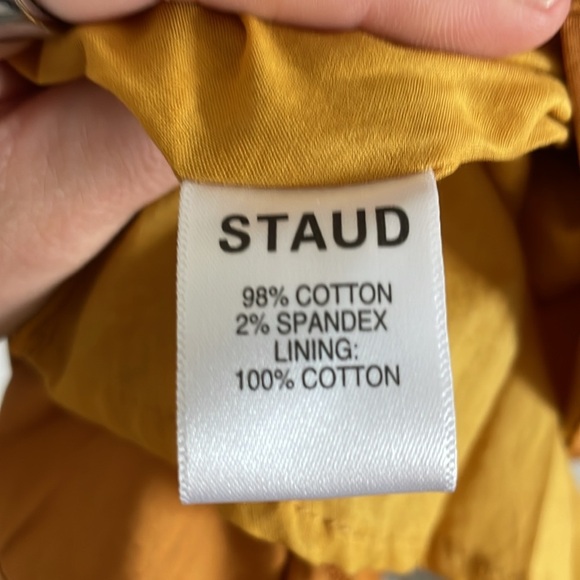 STAUD
98% COTTON
2% SPANDEX
LINING:
100% COTTON